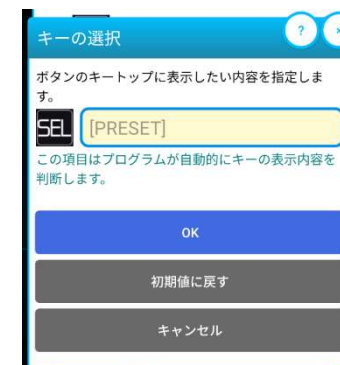 キーの選択
?
ボタンのキートップに表示したい内容を指定しま
す。
SEL [PRESET]
この項目はプログラムが自動的にキーの表示内容を
判断します。
OK
初期値に戻す
キャンセル